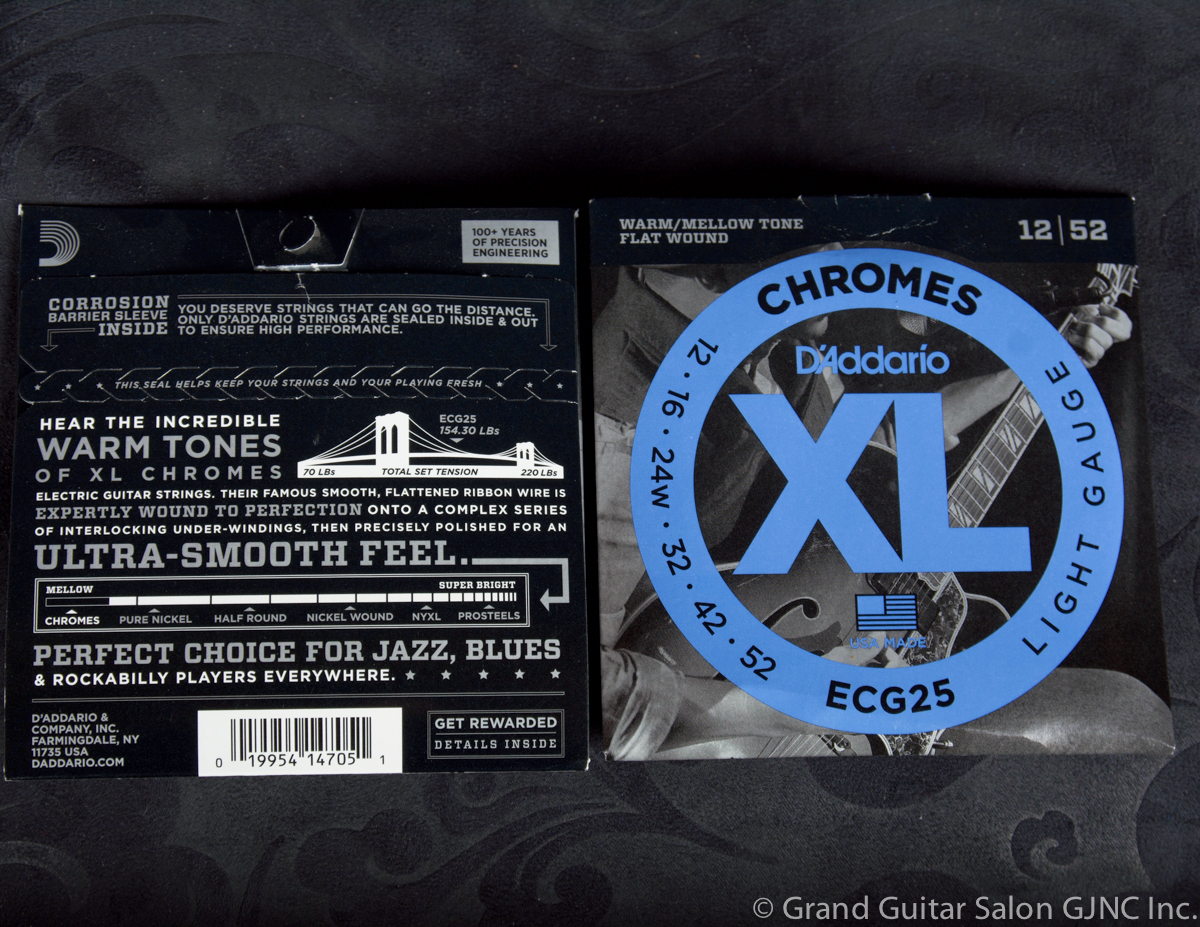 100+ YEARS
OF PRECISION
ENGINEERING
CORROSION
BARRIER SLEEVE
INSIDE
YOU DESERVE STRINGS THAT CAN GO THE DISTANCE.
ONLY D'ADDARIO STRINGS ARE SEALED INSIDE & OUT
TO ENSURE HIGH PERFORMANCE.
THIS SEAL HELPS KEEP YOUR STRINGS AND YOUR PLAYING FRESH
HEAR THE INCREDIBLE
WARM TONES
OF XL CHROMES
ECG25
154.30 LBs
70 LBs TOTAL SET TENSION 220 LBs
ELECTRIC GUITAR STRINGS. THEIR FAMOUS SMOOTH, FLATTENED RIBBON WIRE IS
EXPERTLY WOUND TO PERFECTION ONTO A COMPLEX SERIES
OF INTERLOCKING UNDER-WINDINGS, THEN PRECISELY POLISHED FOR AN
ULTRA-SMOOTH FEEL..
MELLOW SUPER BRIGHT
CHROMES PURE NICKEL HALF ROUND NICKEL WOUND NYXL PROSTEELS
PERFECT CHOICE FOR JAZZ, BLUES
& ROCKABILLY PLAYERS EVERYWHERE.
D'ADDARIO &
COMPANY, INC.
FARMINGDALE, NY
11735 USA
DADDARIO.COM
0 19954 14705 1
GET REWARDED
DETAILS INSIDE
WARM/MELLOW TONE
FLAT WOUND
12|52
CHROMES
D'Addario
XL
12 • 16 • 24W • 32 • 42 • 52
LIGHT GAUGE
USA MADE
ECG25
© Grand Guitar Salon GJNC Inc.